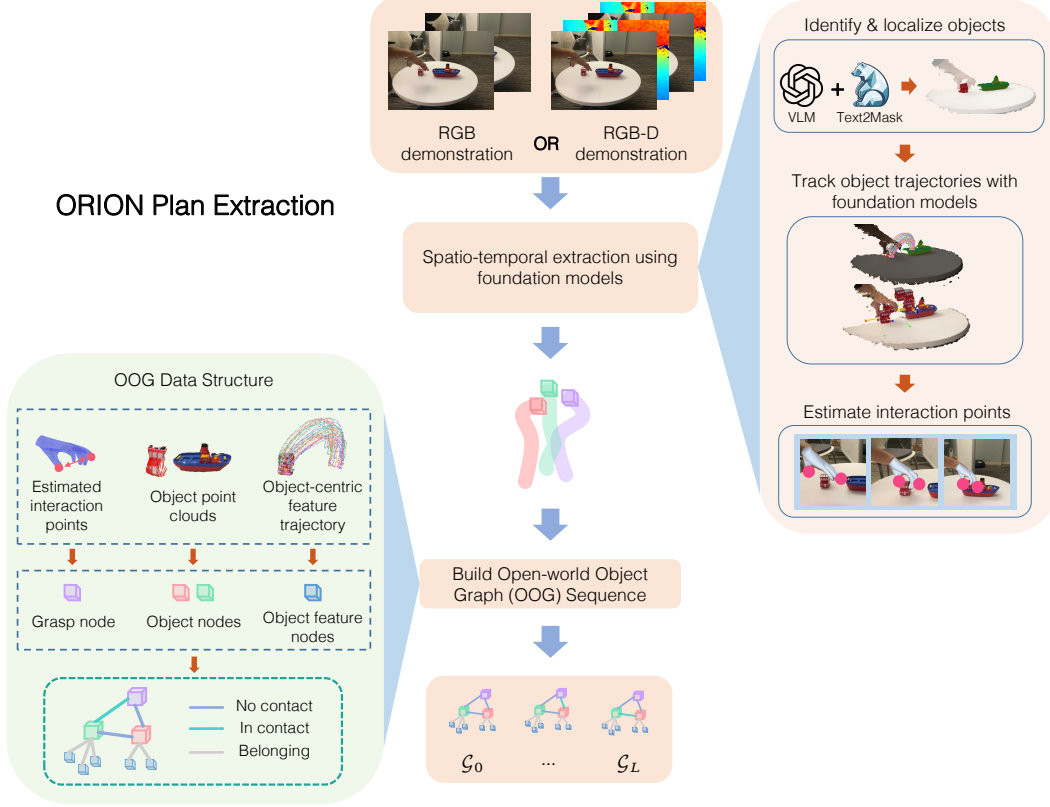 ORION Plan Extraction
RGB
demonstration
OR
RGB-D
demonstration
Spatio-temporal extraction using
foundation models
Build Open-world Object
Graph (OOG) Sequence
𝒢0
...
𝒢L
Identify & localize objects
+
VLM
Text2Mask
Track object trajectories with
foundation models
Estimate interaction points
OOG Data Structure
Estimated
interaction
points
Object point
clouds
Object-centric
feature
trajectory
Grasp node
Object nodes
Object feature
nodes
No contact
In contact
Belonging